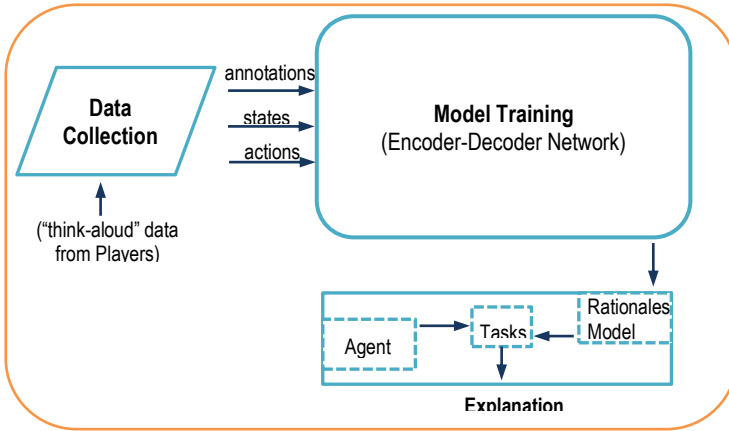 Data
Collection
annotations
states
actions
Model Training
(Encoder-Decoder Network)
("think-aloud" data
from Players)
Agent
Tasks
Rationales
Model
Explanation